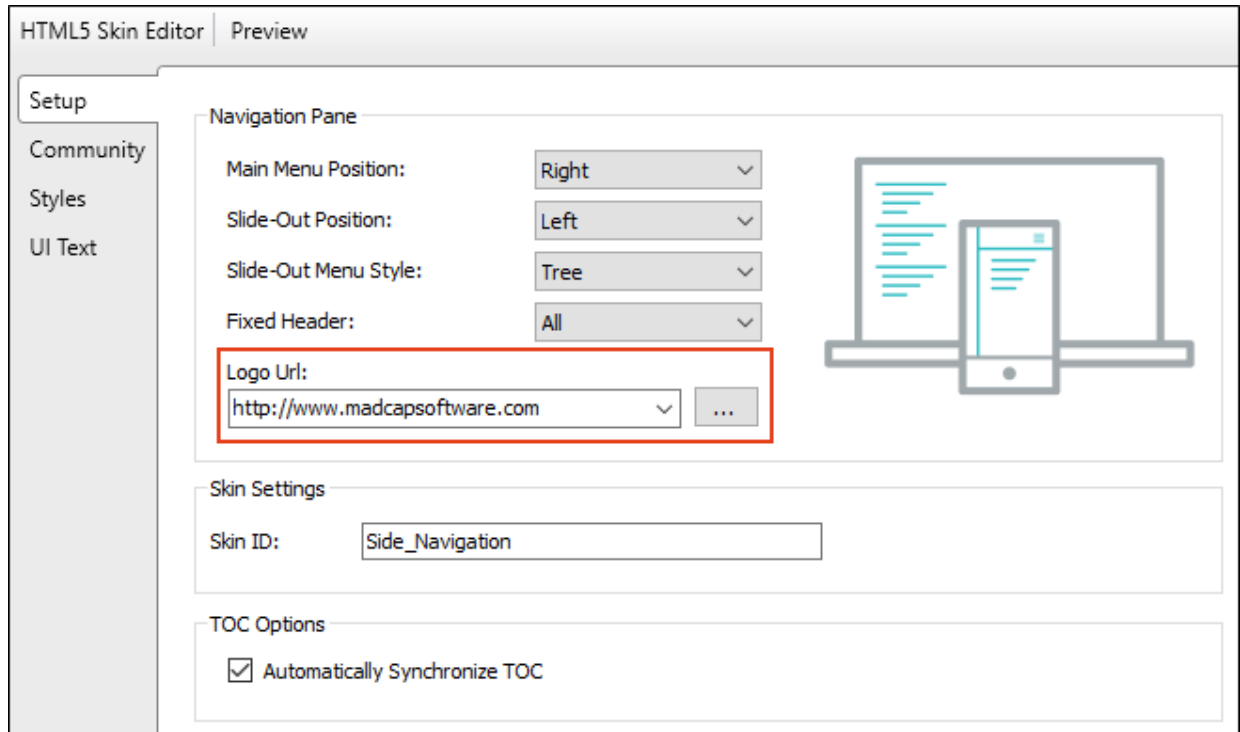 HTML5 Skin Editor Preview
Setup
Community
Styles
UI Text
Navigation Pane
Main Menu Position: Right
Slide-Out Position: Left
Slide-Out Menu Style: Tree
Fixed Header: All
Logo Url:
http://www.madcapsoftware.com ...
Skin Settings
Skin ID: Side_Navigation
TOC Options
Automatically Synchronize TOC